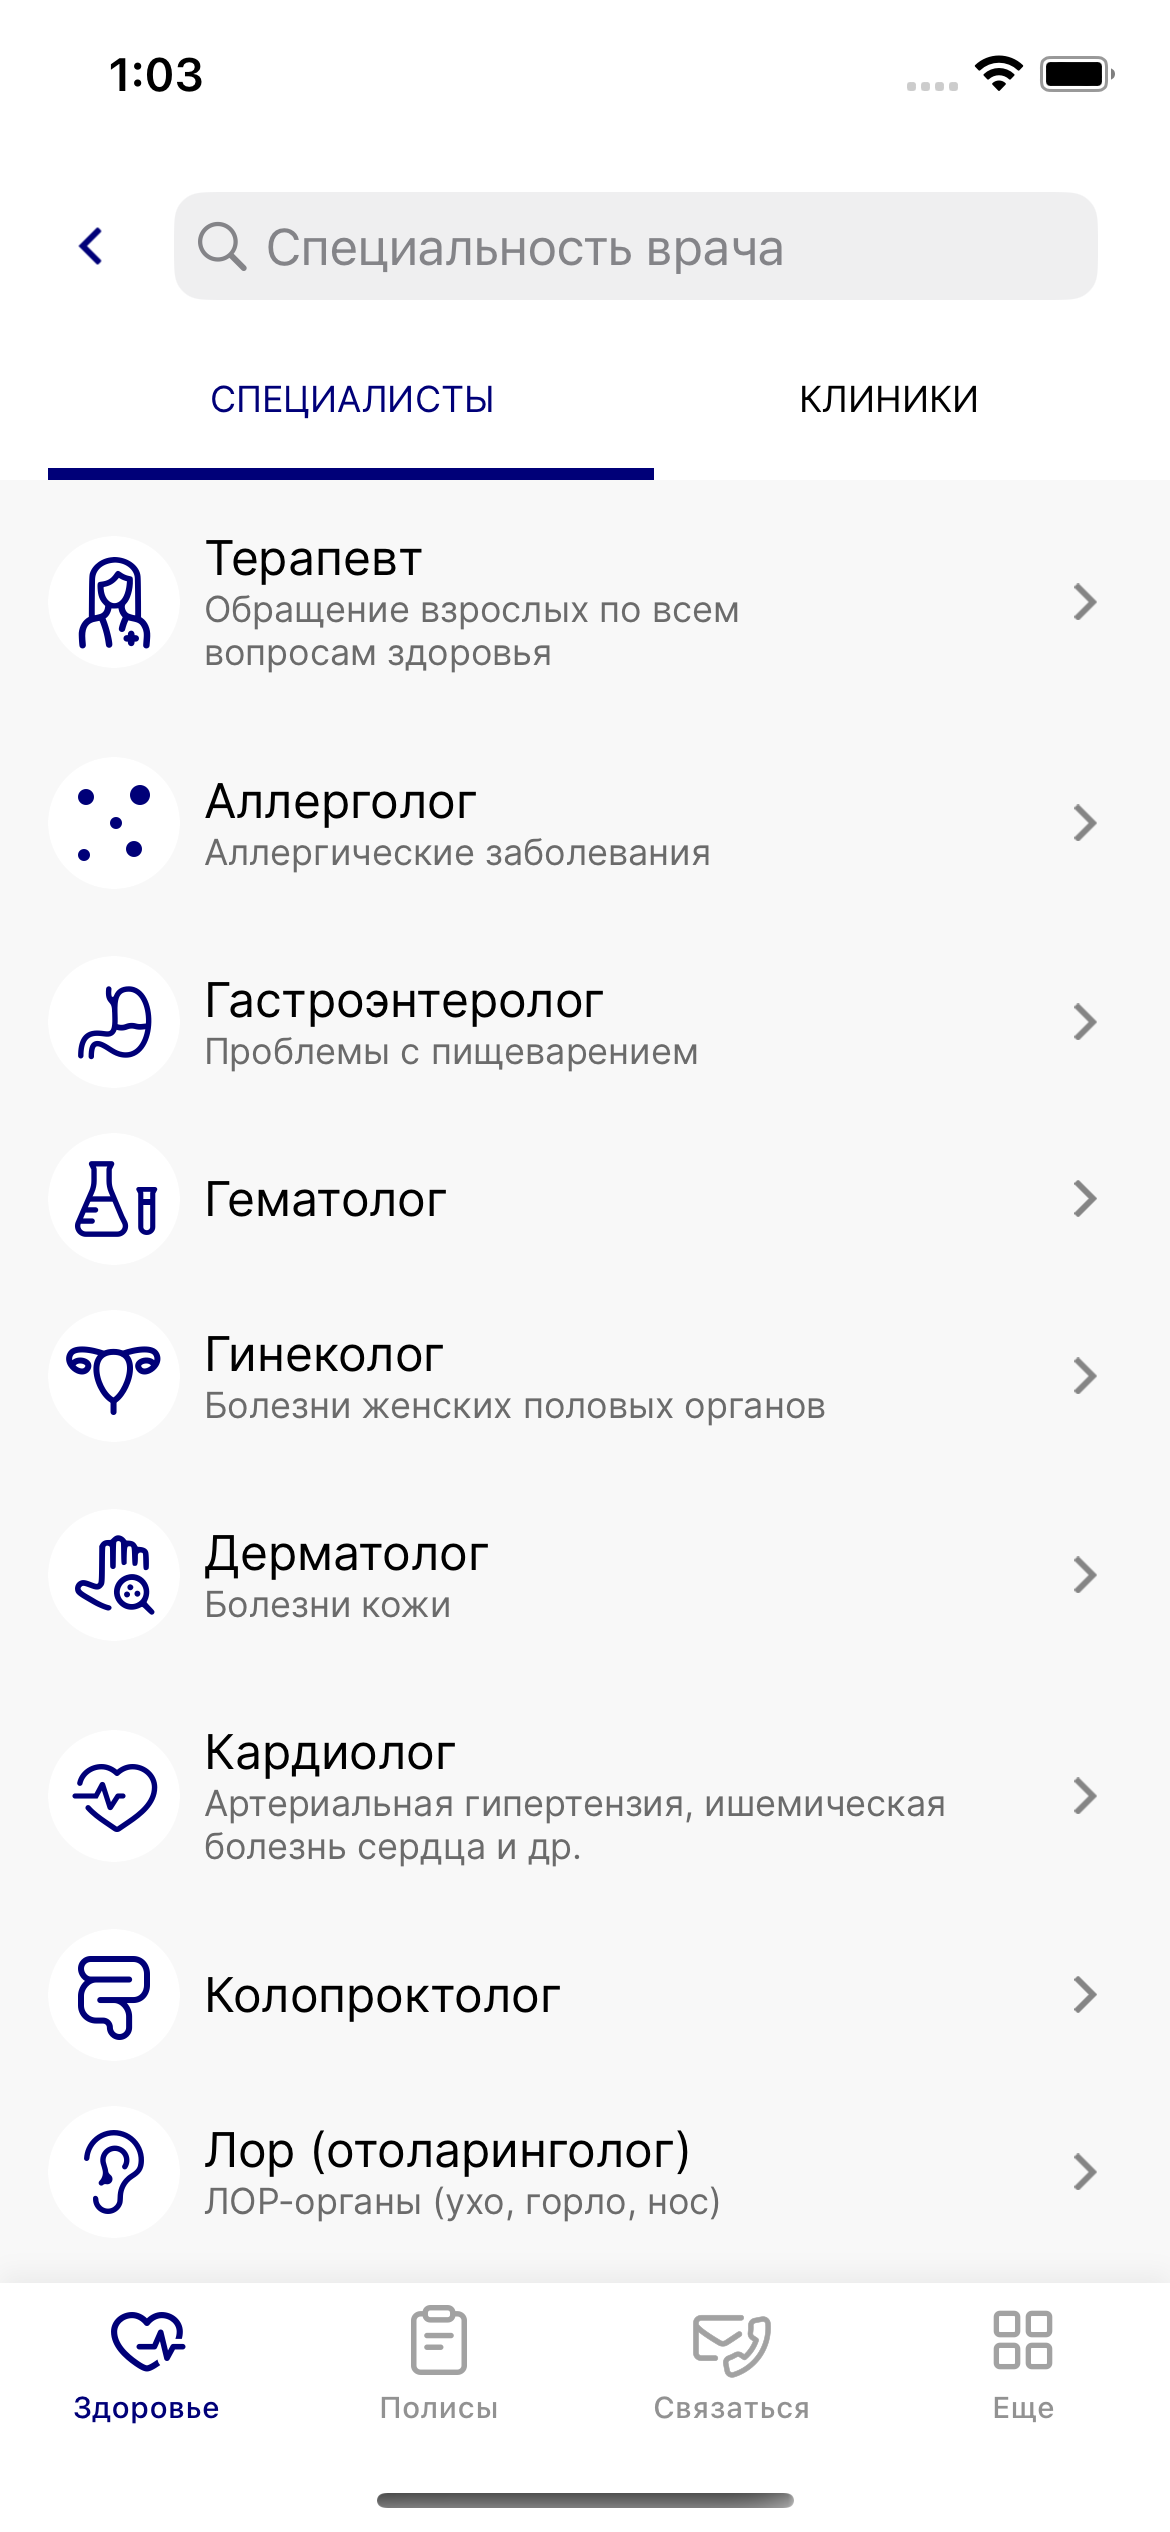 1:03
Специальность врача
СПЕЦИАЛИСТЫ
КЛИНИКИ
Терапевт
Обращение взрослых по всем
вопросам здоровья
Аллерголог
Аллергические заболевания
Гастроэнтеролог
Проблемы с пищеварением
Гематолог
Гинеколог
Болезни женских половых органов
Дерматолог
Болезни кожи
Кардиолог
Артериальная гипертензия, ишемическая
болезнь сердца и др.
Колопроктолог
Лор (отоларинголог)
ЛОР-органы (ухо, горло, нос)
Здоровье
Полисы
Связаться
Еще